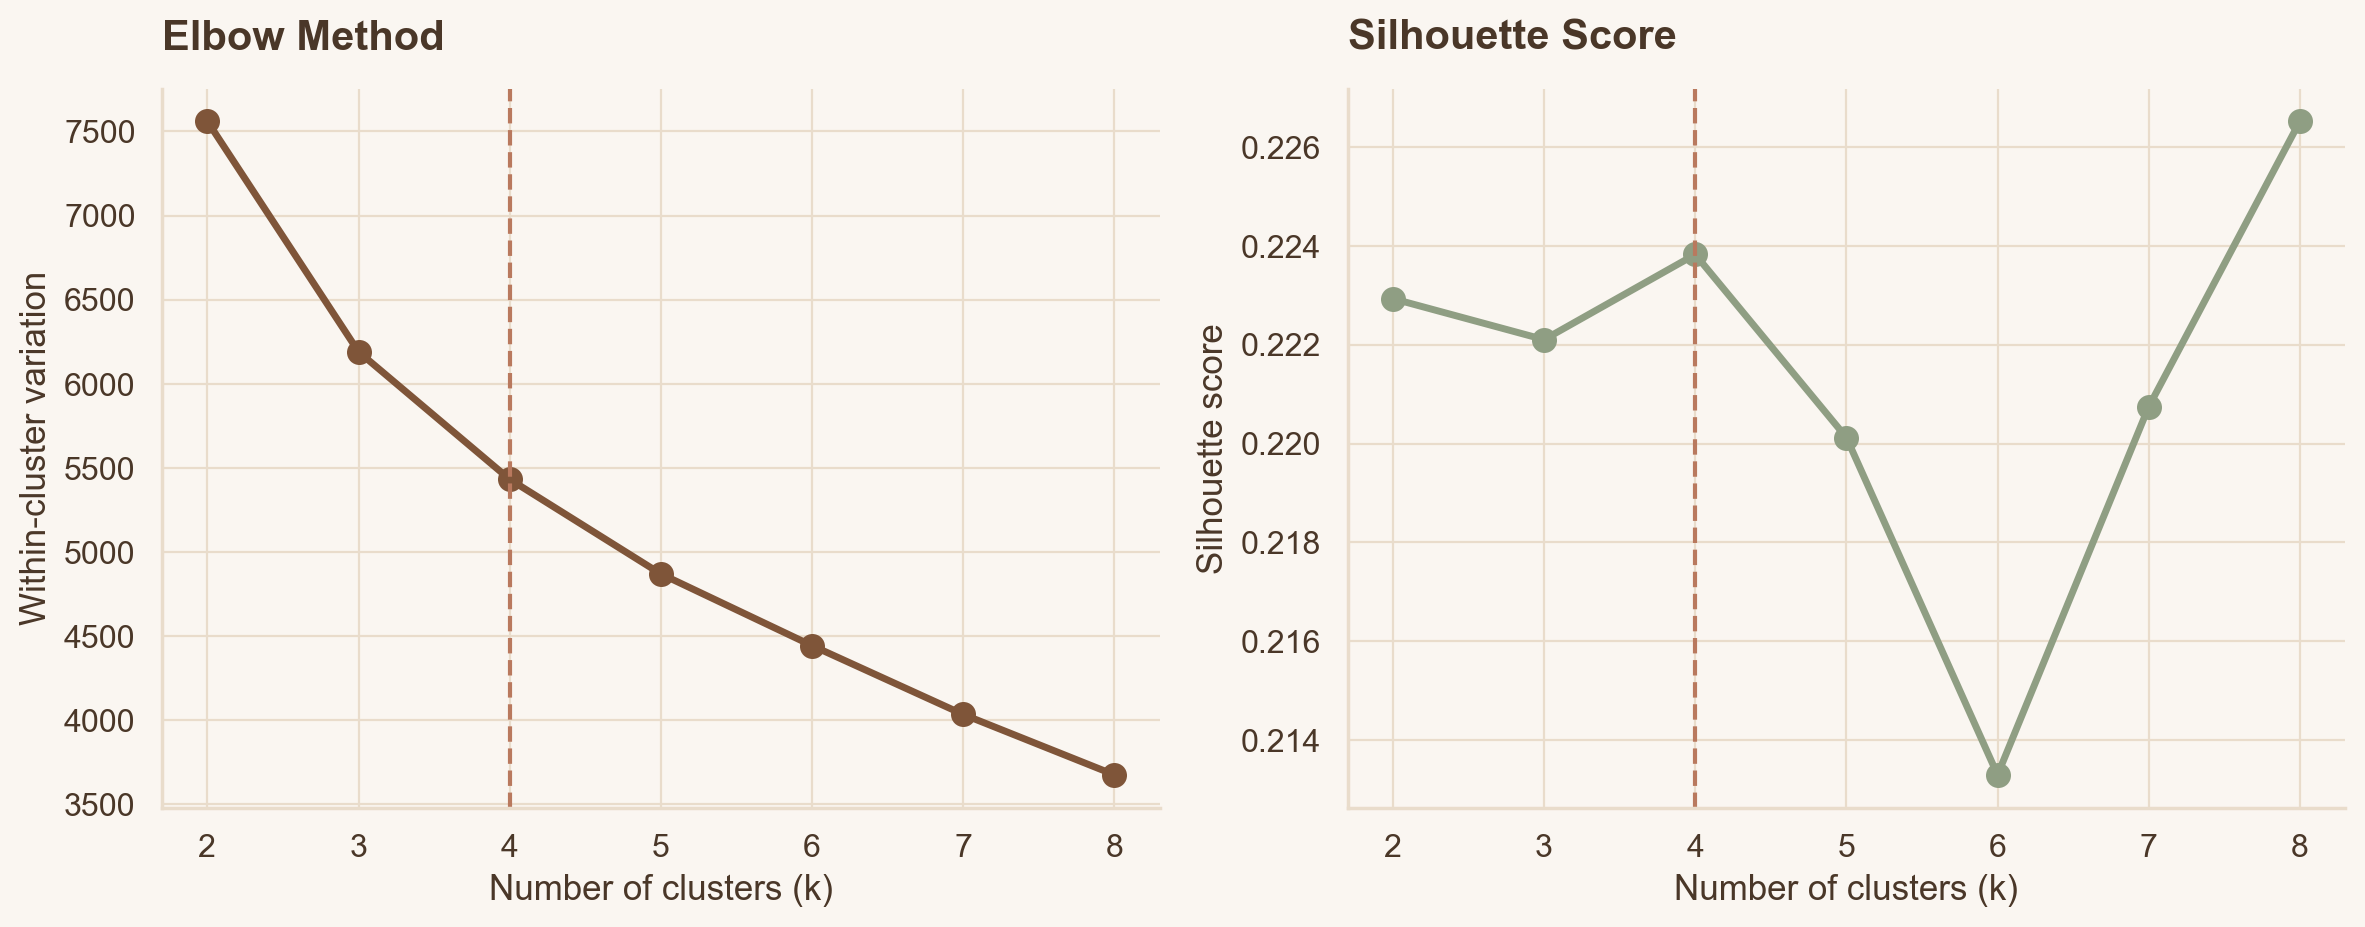 Elbow Method
Within-cluster variation
7500
7000
6500
6000
5500
5000
4500
4000
3500
2 3 4 5 6 7 8
Number of clusters (k)
Silhouette Score
Silhouette score
0.226
0.224
0.222
0.220
0.218
0.216
0.214
2 3 4 5 6 7 8
Number of clusters (k)